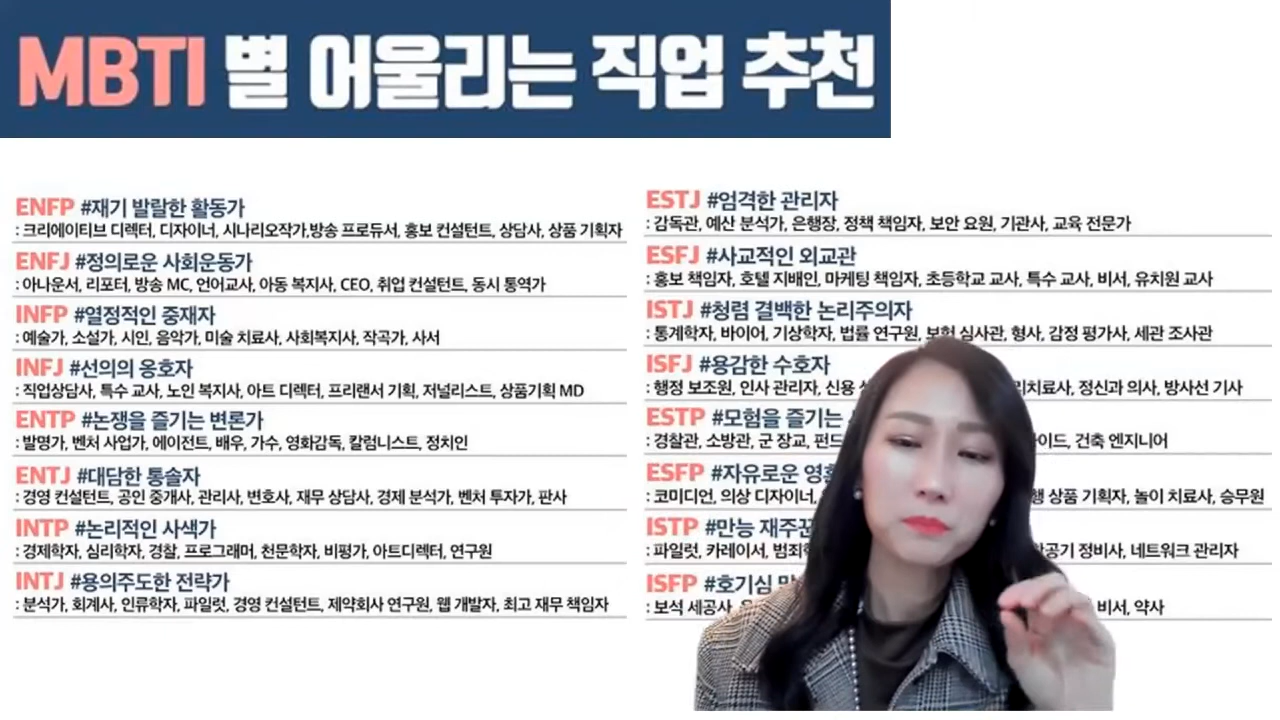 MBTI 별 어울리는 직업 추천
ENFP #재기 발랄한 활동가
: 크리에이티브 디렉터, 디자이너, 시나리오작가,방송 프로듀서, 홍보 컨설턴트, 상담사, 상품 기획자
ENFJ #정의로운 사회운동가
: 아나운서, 리포터, 방송 MC, 언어교사, 아동 복지사, CEO, 취업 컨설턴트, 동시 통역가
INFP #열정적인 중재자
: 예술가, 소설가, 시인, 음악가, 미술 치료사, 사회복지사, 작곡가, 사서
INFJ #선의의 옹호자
: 직업상담사, 특수 교사, 노인 복지사, 아트 디렉터, 프리랜서 기획, 저널리스트, 상품기획 MD
ENTP #논쟁을 즐기는 변론가
: 발명가, 벤처 사업가, 에이전트, 배우, 가수, 영화감독, 칼럼니스트, 정치인
ENTJ #대담한 통솔자
: 경영 컨설턴트, 공인 중개사, 관리사, 변호사, 재무 상담사, 경제 분석가, 벤처 투자가, 판사
INTP #논리적인 사색가
: 경제학자, 심리학자, 경찰, 프로그래머, 천문학자, 비평가, 아트디렉터, 연구원
INTJ #용의주도한 전략가
: 분석가, 회계사, 인류학자, 파일럿, 경영 컨설턴트, 제약회사 연구원, 웹 개발자, 최고 재무 책임자
ESTJ #엄격한 관리자
: 감독관, 예산 분석가, 은행장, 정책 책임자, 보안 요원, 기관사, 교육 전문가
ESFJ #사교적인 외교관
: 홍보 책임자, 호텔 지배인, 마케팅 책임자, 초등학교 교사, 특수 교사, 비서, 유치원 교사
ISTJ #청렴 결백한 논리주의자
: 통계학자, 바이어, 기상학자, 법률 연구원, 보험 심사관, 형사, 감정 평가사, 세관 조사관
ISFJ #용감한 수호자
: 행정 보조원, 인사 관리자, 신용 정신과 의사, 방사선 기사
ESTP #모험을 즐기는
: 경찰관, 소방관, 군 장교, 건축 엔지니어
ESFP #자유로운
: 코미디언, 의상 디자이너, 상품 기획자, 놀이 치료사, 승무원
ISTP #만능
: 파일럿, 카레이서, 정비사, 네트워크 관리자
ISFP #호기심
: 보석 세공사, 비서, 약사